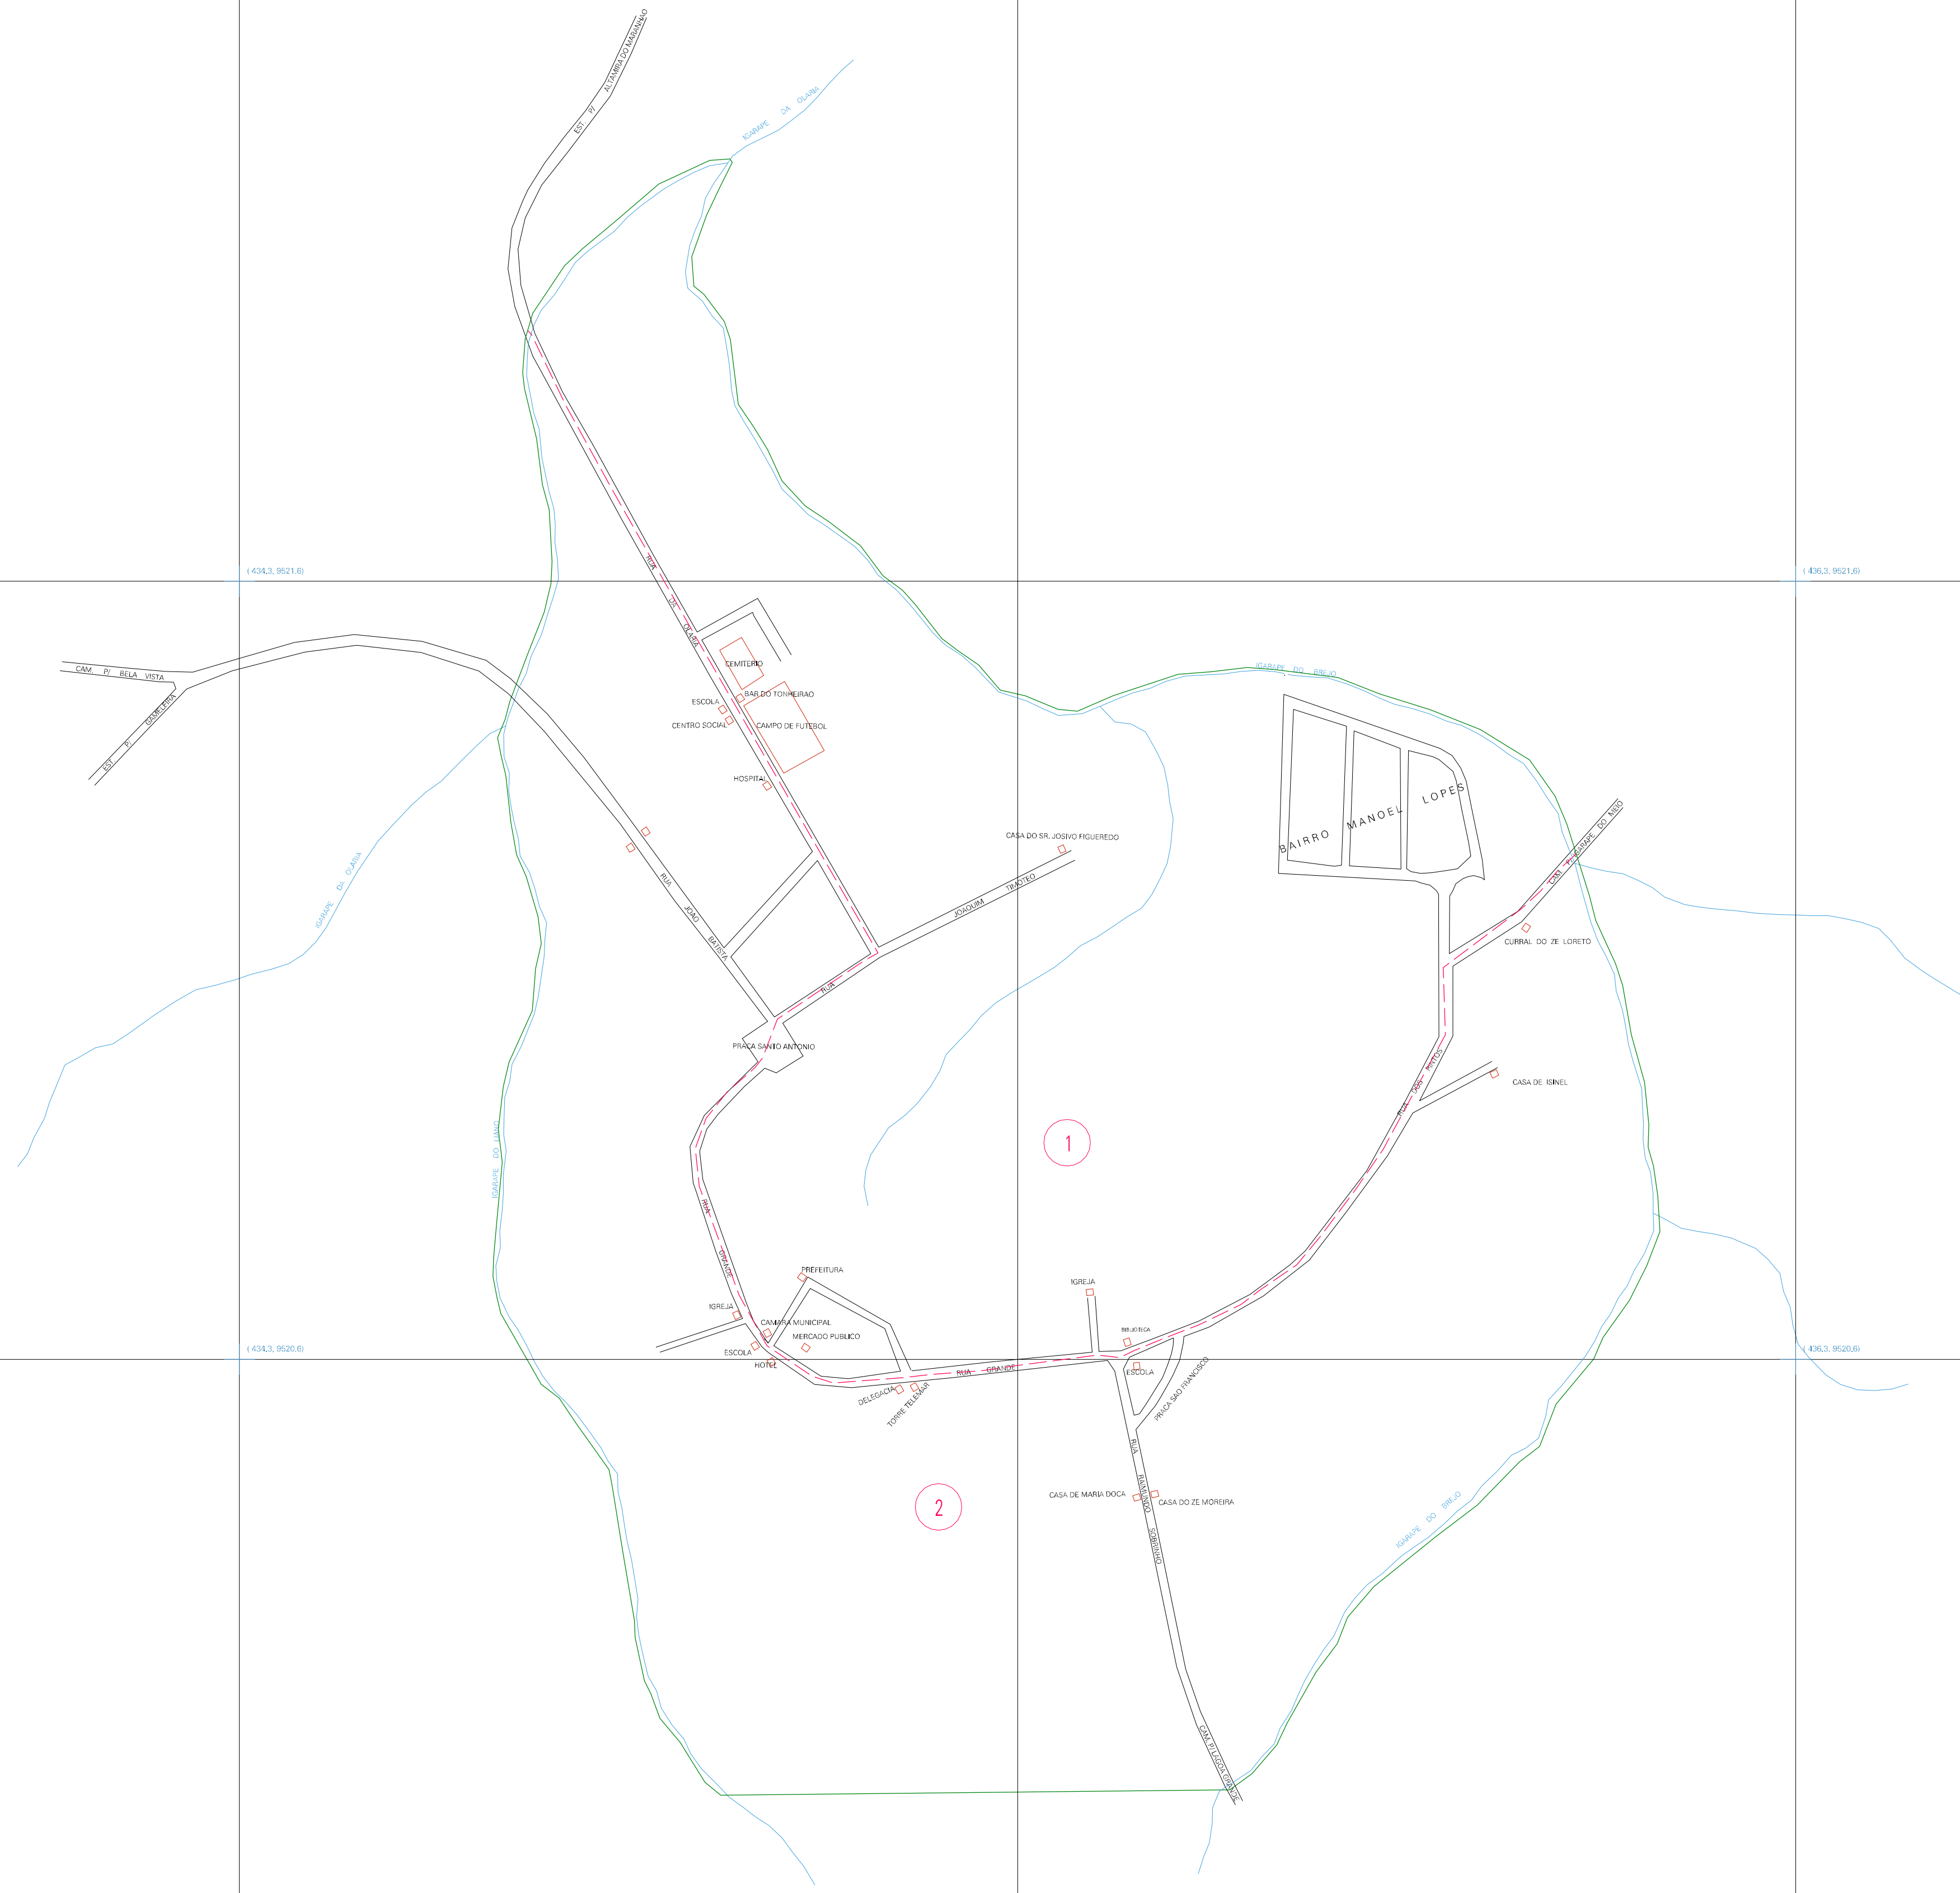 EST. P/ ALTAMIRA DO MARANHAO
IGARAPE DA OLARIA
( 434,3, 9521,6)
( 436,3, 9521,6)
RUA DA OLARIA
CAM. P/ BELA VISTA
EST. P/ GAMELEIRA
CEMITERIO
BAR DO TONHEIRAO
ESCOLA
CENTRO SOCIAL
CAMPO DE FUTEBOL
HOSPITAL
IGARAPE DO BREJO
BAIRRO MANOEL LOPES
CASA DO SR. JOSIVO FIGUEREDO
CAM P/ IGARAPE DO MEIO
IGARAPE DA OLARIA
RUA JOAO BATISTA
RUA JOAQUIM TIMOTEO
CURRAL DO ZE LORETO
PRACA SANTO ANTONIO
RUA DOS PINTOS
CASA DE ISINEL
IGARAPE DO LIANO
1
RUA GRANDE
PREFEITURA
IGREJA
IGREJA
CAMARA MUNICIPAL
MERCADO PUBLICO
BIBLIOTECA
ESCOLA
HOTEL
( 434,3, 9520,6)
( 436,3, 9520,6)
RUA GRANDE
ESCOLA
DELEGACIA
TORRE TELEMAR
PRACA SAO FRANCISCO
RUA RAIMUNDO SOBRINHO
CASA DE MARIA DOCA
CASA DO ZE MOREIRA
2
IGARAPE DO BREJO
CAM. P/ LAGOA GRANDE